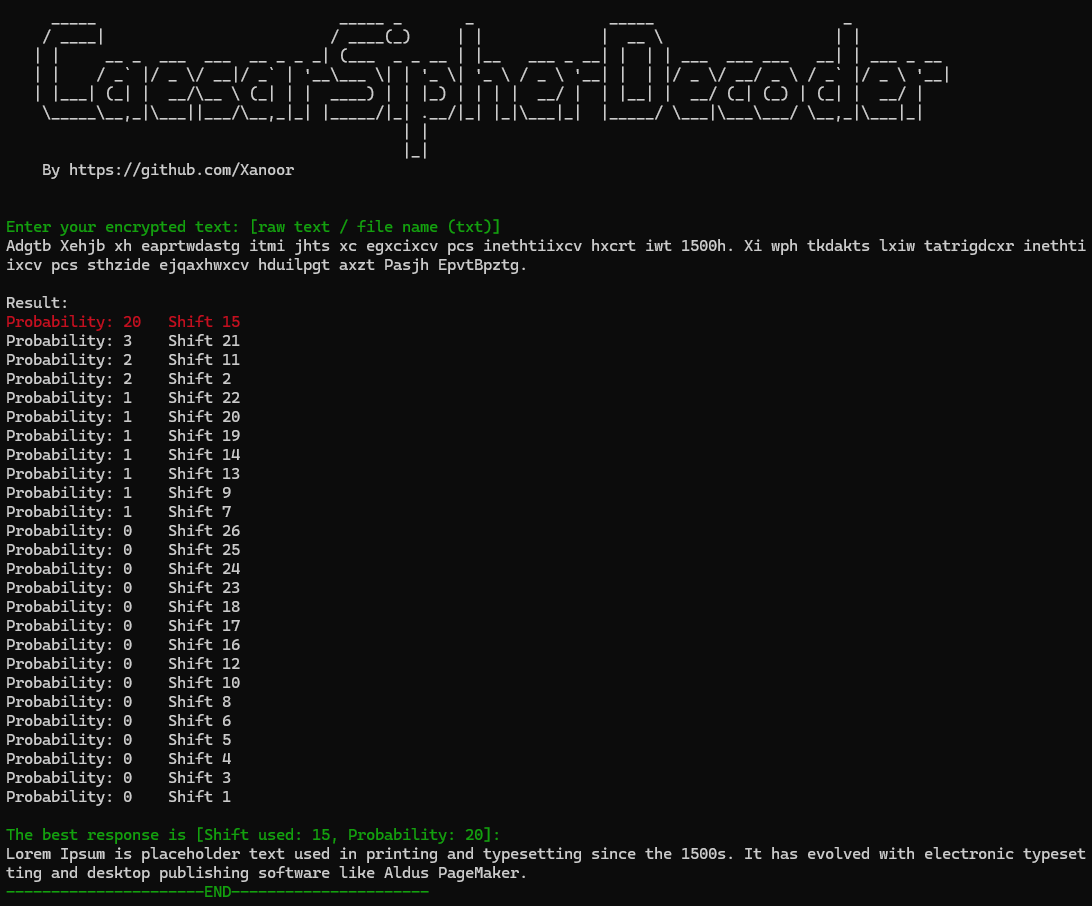 CaesarSipherDecoder
By https://github.com/Xanoor
Enter your encrypted text: [raw text / file name (txt)]
Adgtb Xehjb xh eaprtwdastg itmi jhts xc egxcixcv pcs inethtiixcv hxcrt iwt 1500h. Xi wph tkdakts lxiw tatrigdcxr inethti
ixcv pcs sthzide ejqaxhwxcv hduilpgt axzt Pasjh EpvtBpztg.
Result:
Probability: 20   Shift 15
Probability: 3    Shift 21
Probability: 2    Shift 11
Probability: 2    Shift 2
Probability: 1    Shift 22
Probability: 1    Shift 20
Probability: 1    Shift 19
Probability: 1    Shift 14
Probability: 1    Shift 13
Probability: 1    Shift 9
Probability: 1    Shift 7
Probability: 0    Shift 26
Probability: 0    Shift 25
Probability: 0    Shift 24
Probability: 0    Shift 23
Probability: 0    Shift 18
Probability: 0    Shift 17
Probability: 0    Shift 16
Probability: 0    Shift 12
Probability: 0    Shift 10
Probability: 0    Shift 8
Probability: 0    Shift 6
Probability: 0    Shift 5
Probability: 0    Shift 4
Probability: 0    Shift 3
Probability: 0    Shift 1
The best response is [Shift used: 15, Probability: 20]:
Lorem Ipsum is placeholder text used in printing and typesetting since the 1500s. It has evolved with electronic typeset
ting and desktop publishing software like Aldus PageMaker.
----------------------END----------------------